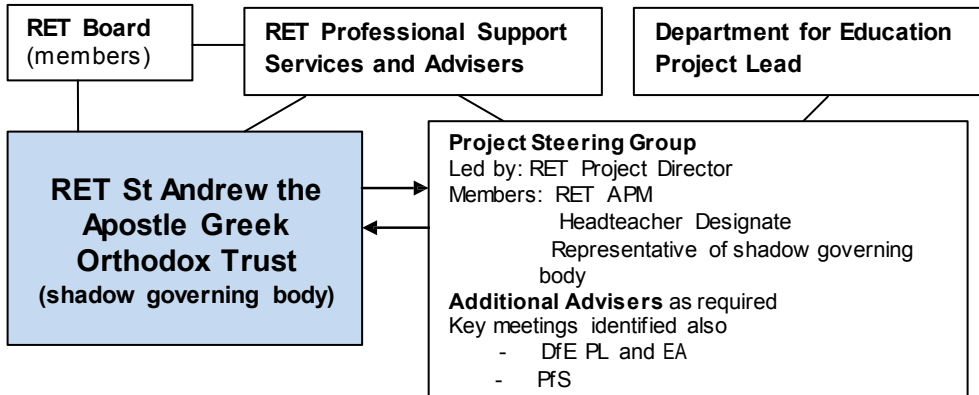 RET Board
(members)
RET Professional Support
Services and Advisers
Department for Education
Project Lead
RET St Andrew the
Apostle Greek
Orthodox Trust
(shadow governing body)
Project Steering Group
Led by: RET Project Director
Members: RET APM
Headteacher Designate
Representative of shadow governing
body
Additional Advisers as required
Key meetings identified also
- DfE PL and EA
- PfS